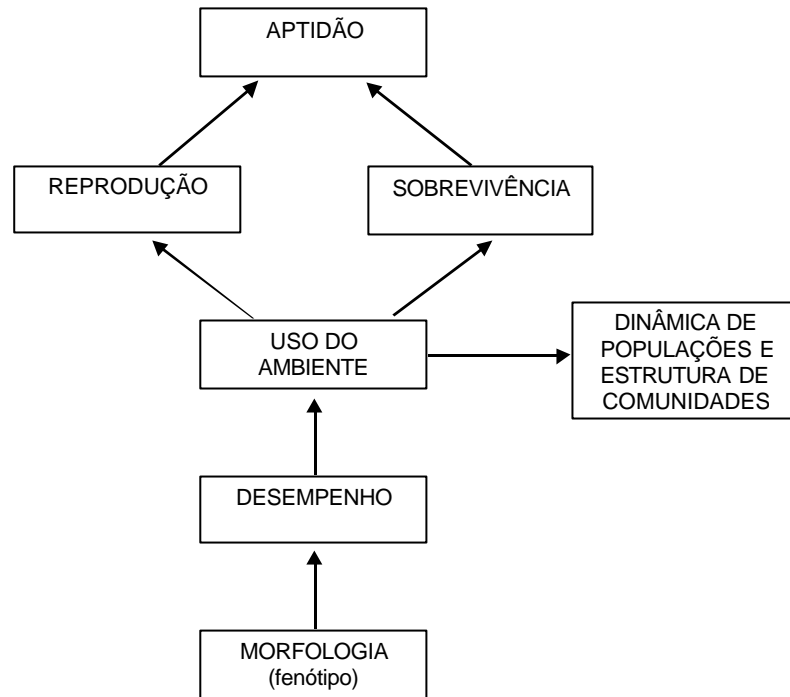 APTIDÃO
REPRODUÇÃO
SOBREVIVÊNCIA
USO DO
AMBIENTE
DINÂMICA DE
POPULAÇÕES E
ESTRUTURA DE
COMUNIDADES
DESEMPENHO
MORFOLOGIA
(fenótipo)